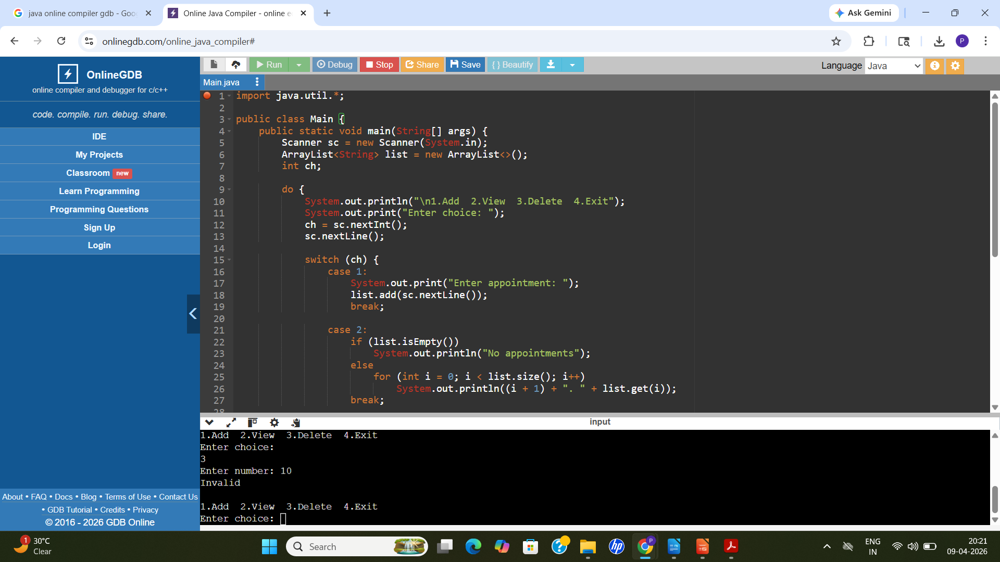 java online compiler gdb - Goo
Online Java Compiler - online e
Ask Gemini
onlinegdb.com/online_java_compiler#
P
OnlineGDB
online compiler and debugger for c/c++
code. compile. run. debug. share.
IDE
My Projects
Classroom new
Learn Programming
Programming Questions
Sign Up
Login
About • FAQ • Docs • Blog • Terms of Use • Contact Us
• GDB Tutorial • Credits • Privacy
© 2016 - 2026 GDB Online
Run Debug Stop Share Save { } Beautify
Language Java
Main.java
1 import java.util.*;
2
3 public class Main {
4 public static void main(String[] args) {
5 Scanner sc = new Scanner(System.in);
6 ArrayList<String> list = new ArrayList<>();
7 int ch;
8
9 do {
10 System.out.println("\n1.Add  2.View  3.Delete  4.Exit");
11 System.out.print("Enter choice: ");
12 ch = sc.nextInt();
13 sc.nextLine();
14
15 switch (ch) {
16 case 1:
17 System.out.print("Enter appointment: ");
18 list.add(sc.nextLine());
19 break;
20
21 case 2:
22 if (list.isEmpty())
23 System.out.println("No appointments");
24 else
25 for (int i = 0; i < list.size(); i++)
26 System.out.println((i + 1) + ". " + list.get(i));
27 break;
28
input
1.Add  2.View  3.Delete  4.Exit
Enter choice:
3
Enter number: 10
Invalid
1.Add  2.View  3.Delete  4.Exit
Enter choice:
1
30°C
Clear
Search
hp
P
ENG
IN
20:21
09-04-2026